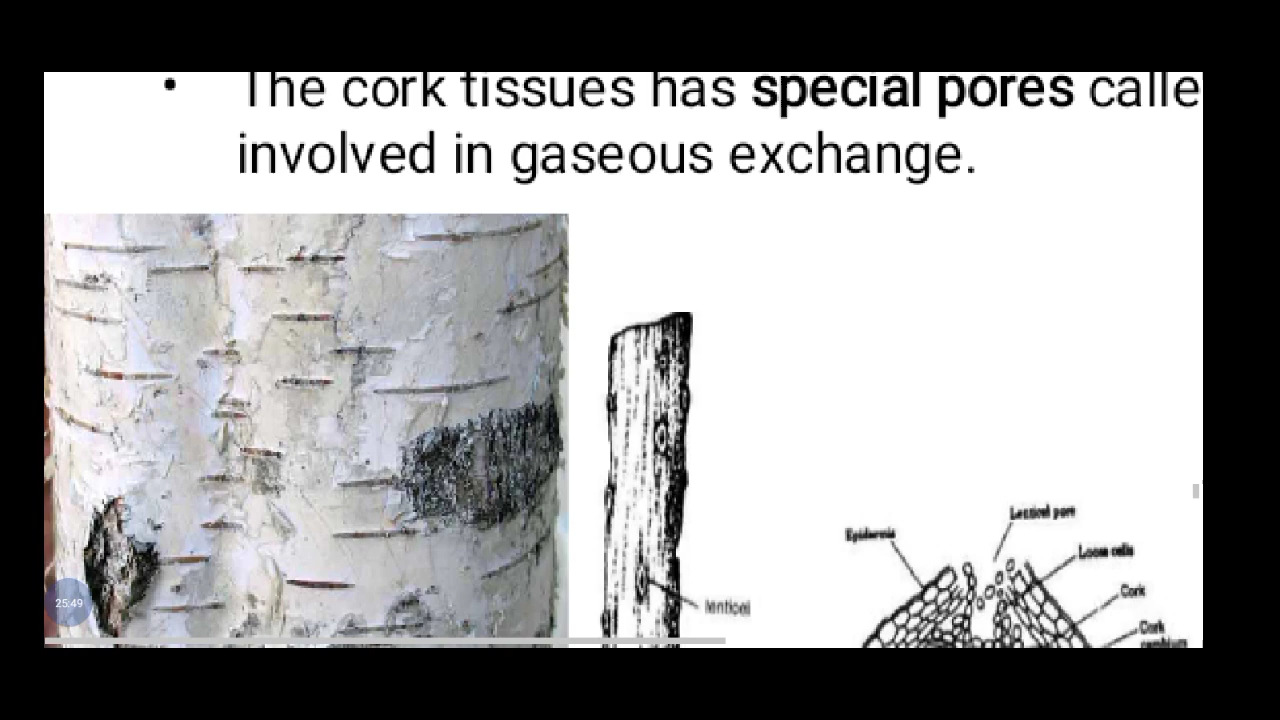 • The cork tissues has special pores calle
involved in gaseous exchange.
Lenticel pore
Epidermis
Loose cells
Cork
lenticel
Cork
cambium
25:49